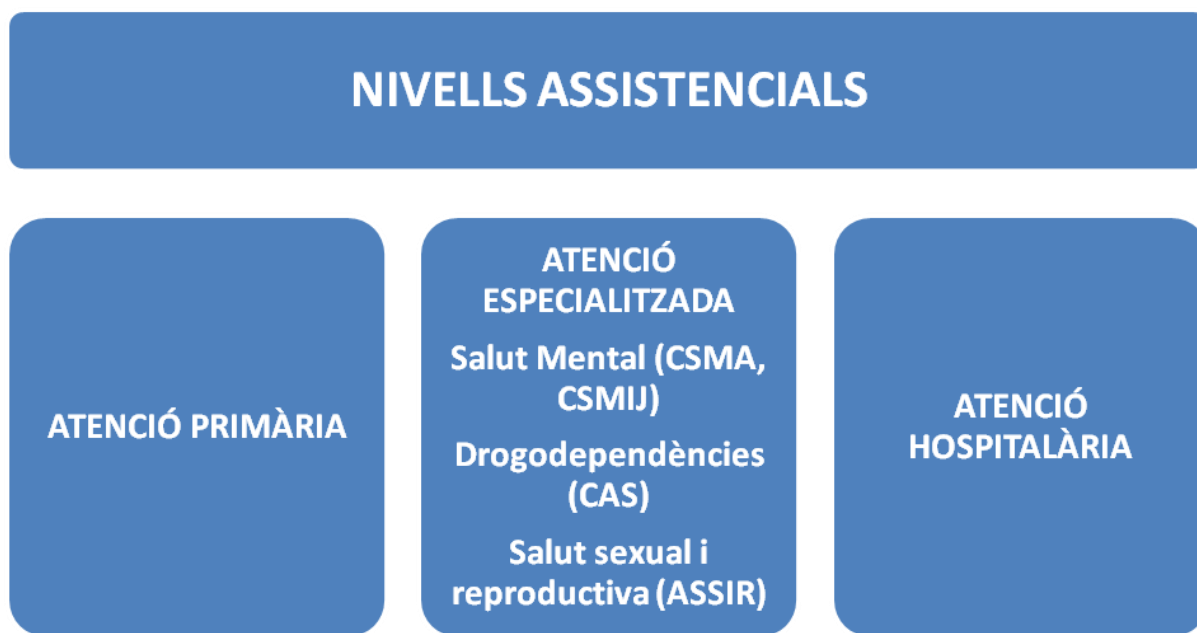 NIVELLS ASSISTENCIALS
ATENCIÓ PRIMÀRIA
ATENCIÓ
ESPECIALITZADA
Salut Mental (CSMA,
CSMIJ)
Drogodependències
(CAS)
Salut sexual i
reproductiva (ASSIR)
ATENCIÓ
HOSPITALÀRIA